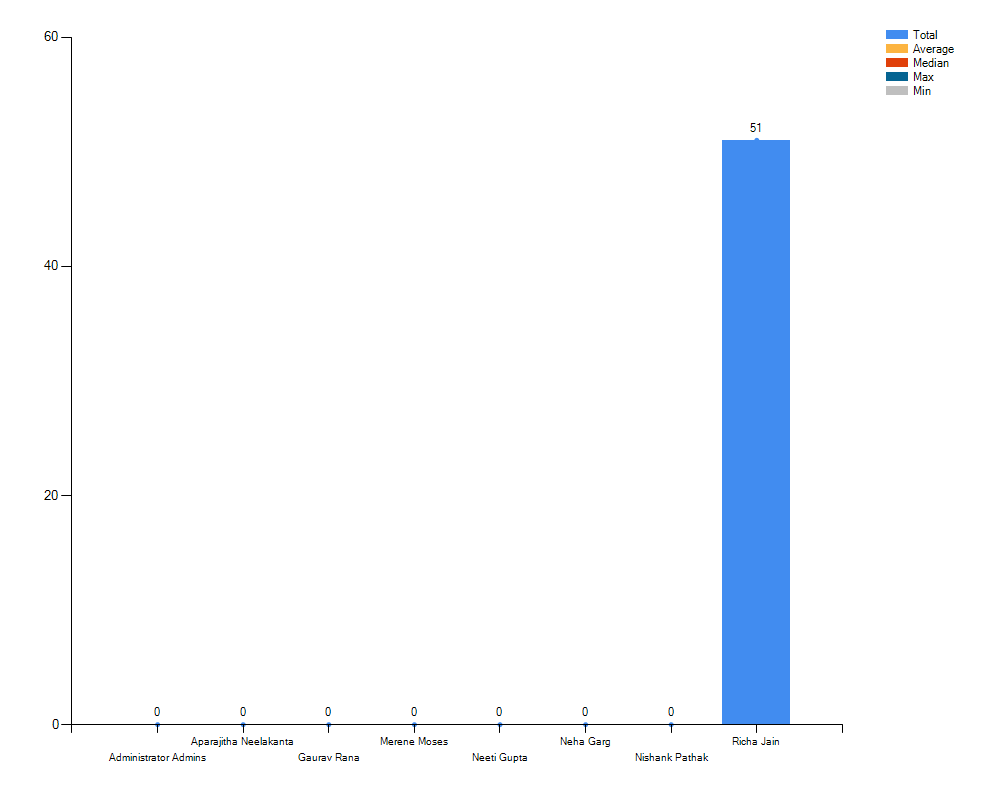 60
40
20
0
51
0 0 0 0 0 0 0
Aparajitha Neelakanta Merene Moses Neha Garg Richa Jain
Administrator Admins Gaurav Rana Neeti Gupta Nishank Pathak
Total
Average
Median
Max
Min